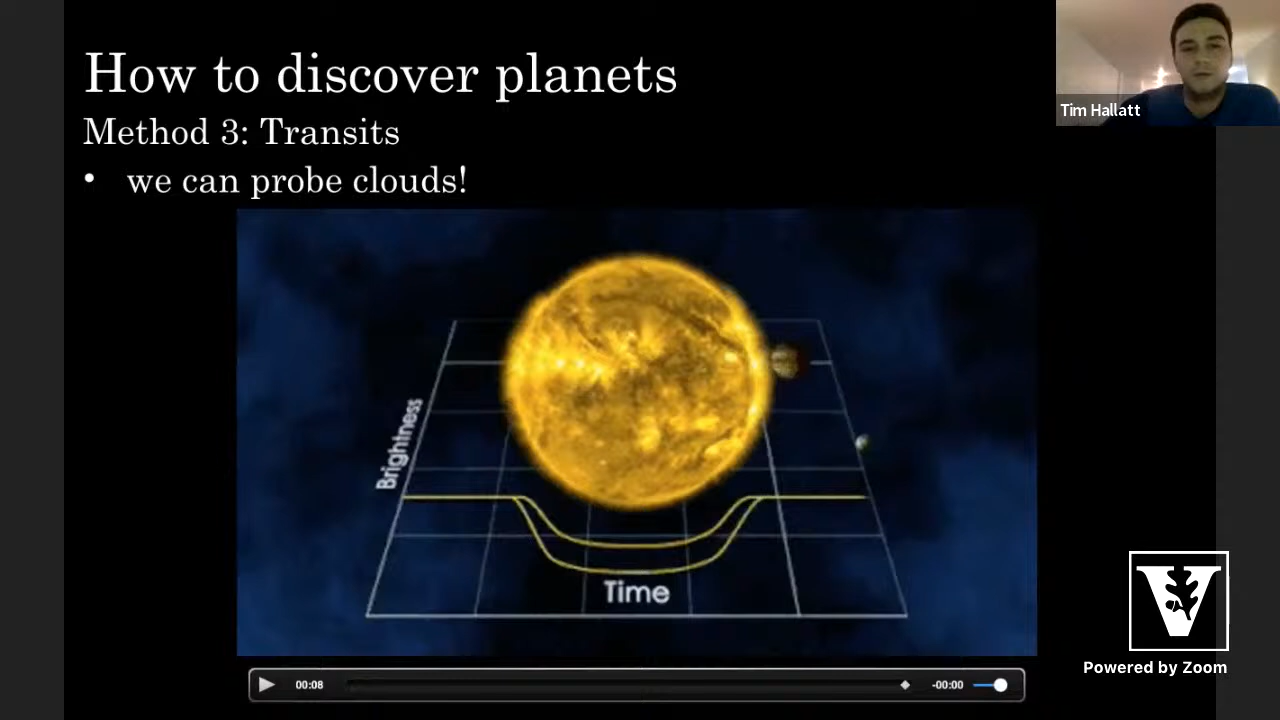 How to discover planets
Method 3: Transits
• we can probe clouds!
Tim Hallatt
Brightness
Time
00:08
-00:00
V
Powered by Zoom